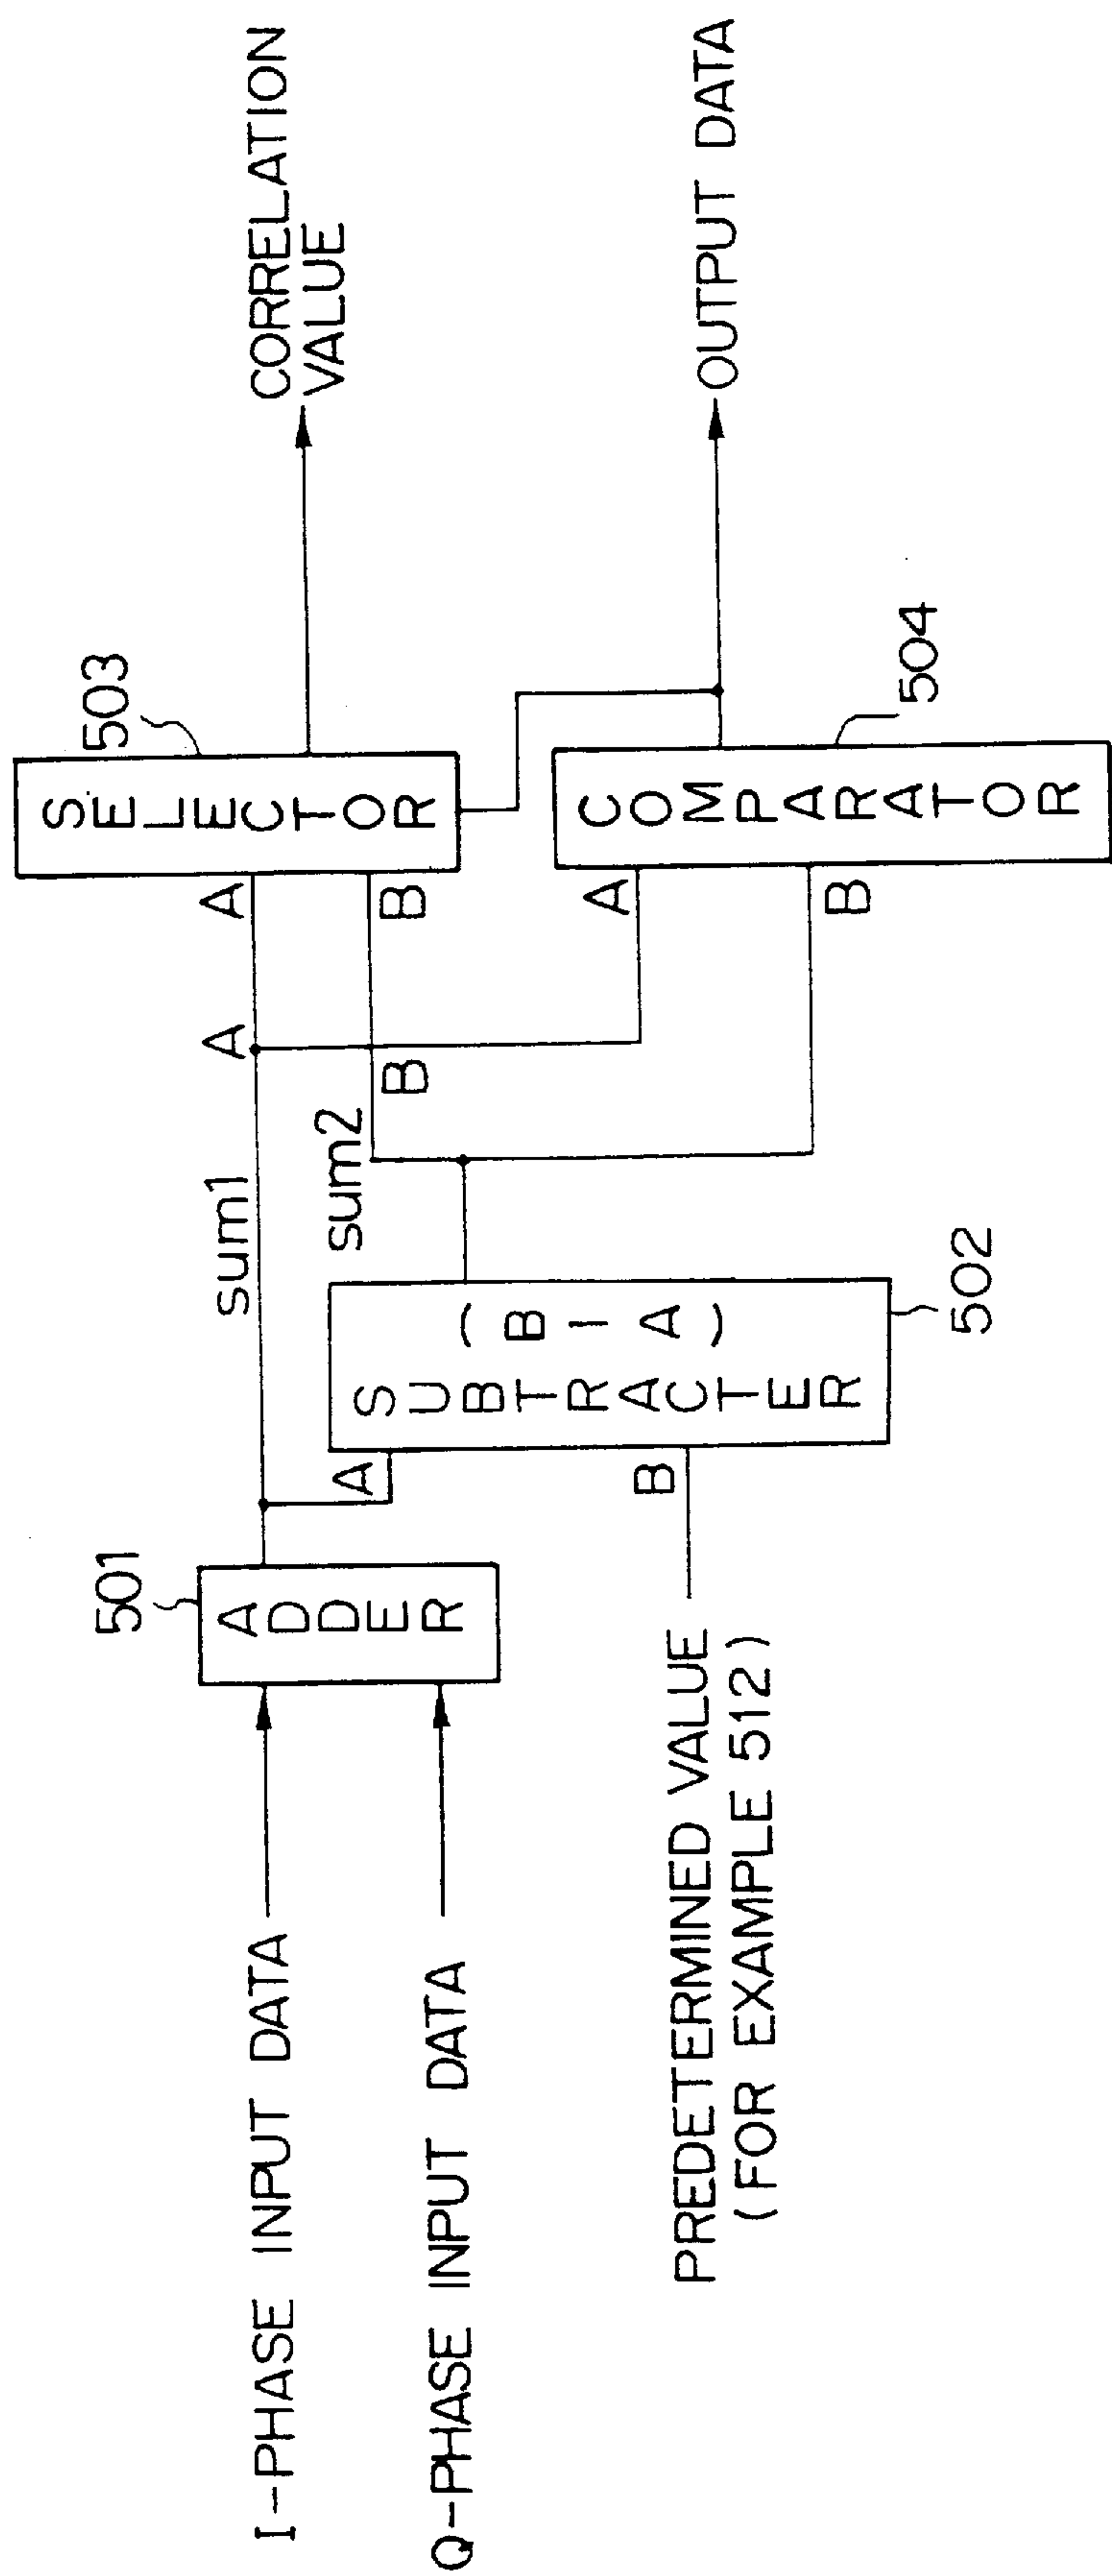 I-PHASE INPUT DATA
Q-PHASE INPUT DATA
PREDETERMINED VALUE
(FOR EXAMPLE 512)
501
ADDER
A
B
SUBTRACTER
(B-A)
502
sum1
sum2
A
B
A
B
A
B
SELECTOR
503
COMPARATOR
504
CORRELATION
VALUE
OUTPUT DATA